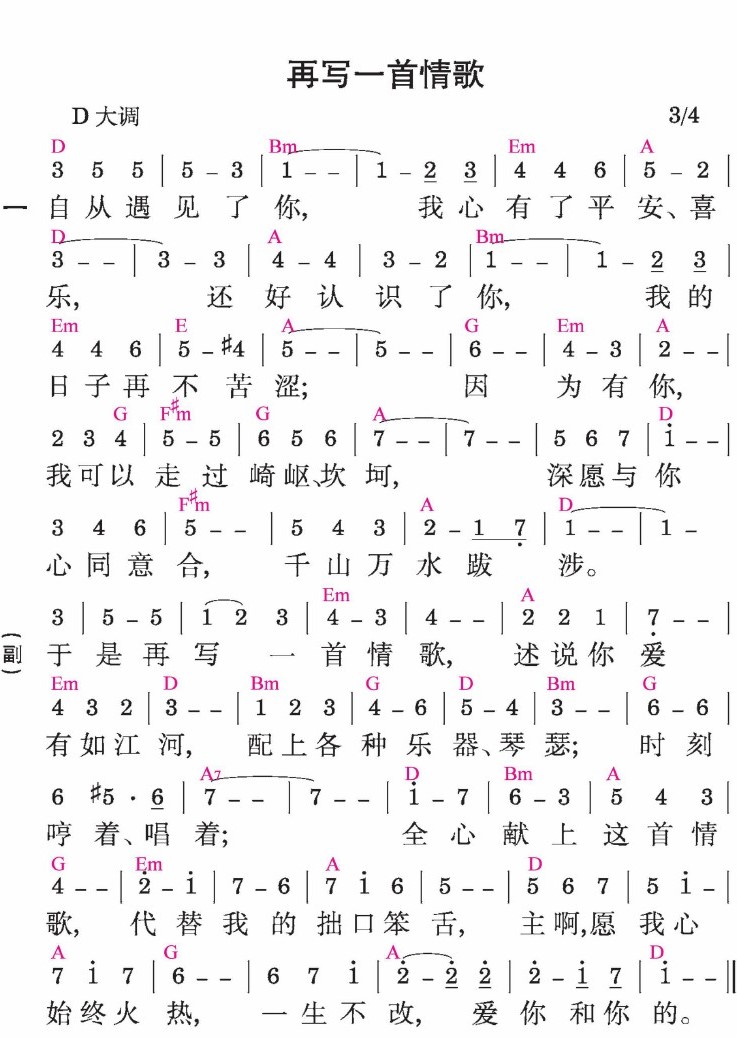 再写一首情歌
D 大调 3/4
D Bm Em A
3 5 5 | 5 - 3 | 1 - - | 1 - 2 3 | 4 4 6 | 5 - 2 |
一 自从遇见了你, 我心有了平安、喜
D A Bm
3 - - | 3 - 3 | 4 - 4 | 3 - 2 | 1 - - | 1 - 2 3 |
乐, 还好认识了你, 我的
Em E A G Em A
4 4 6 | 5 - #4 | 5 - - | 5 - - | 6 - - | 4 - 3 | 2 - - |
日子再不苦涩; 因为有你,
G F#m G A D
2 3 4 | 5 - 5 | 6 5 6 | 7 - - | 7 - - | 5 6 7 | i - - |
我可以走过崎岖、坎坷, 深愿与你
F#m A D
3 4 6 | 5 - - | 5 4 3 | 2 - 1 7 | 1 - - | 1 -
心同意合, 千山万水跋涉。
Em A
3 | 5 - 5 | 1 2 3 | 4 - 3 | 4 - - | 2 2 1 | 7 - - |
(副) 于是再写一首情歌, 述说你爱
Em D Bm G D Bm G
4 3 2 | 3 - - | 1 2 3 | 4 - 6 | 5 - 4 | 3 - - | 6 - 6 |
有如江河, 配上各种乐器、琴瑟; 时刻
A7 D Bm A
6 #5 · 6 | 7 - - | 7 - - | i - 7 | 6 - 3 | 5 4 3 |
哼着、唱着; 全心献上这首情
G Em A D
4 - - | 2 - i | 7 - 6 | 7 i 6 | 5 - - | 5 6 7 | 5 i - |
歌, 代替我的拙口笨舌, 主啊,愿我心
A G A D
7 i 7 | 6 - - | 6 7 i | 2 - 2 2 | 2 - i 7 | i - - ||
始终火热, 一生不改, 爱你和你的。